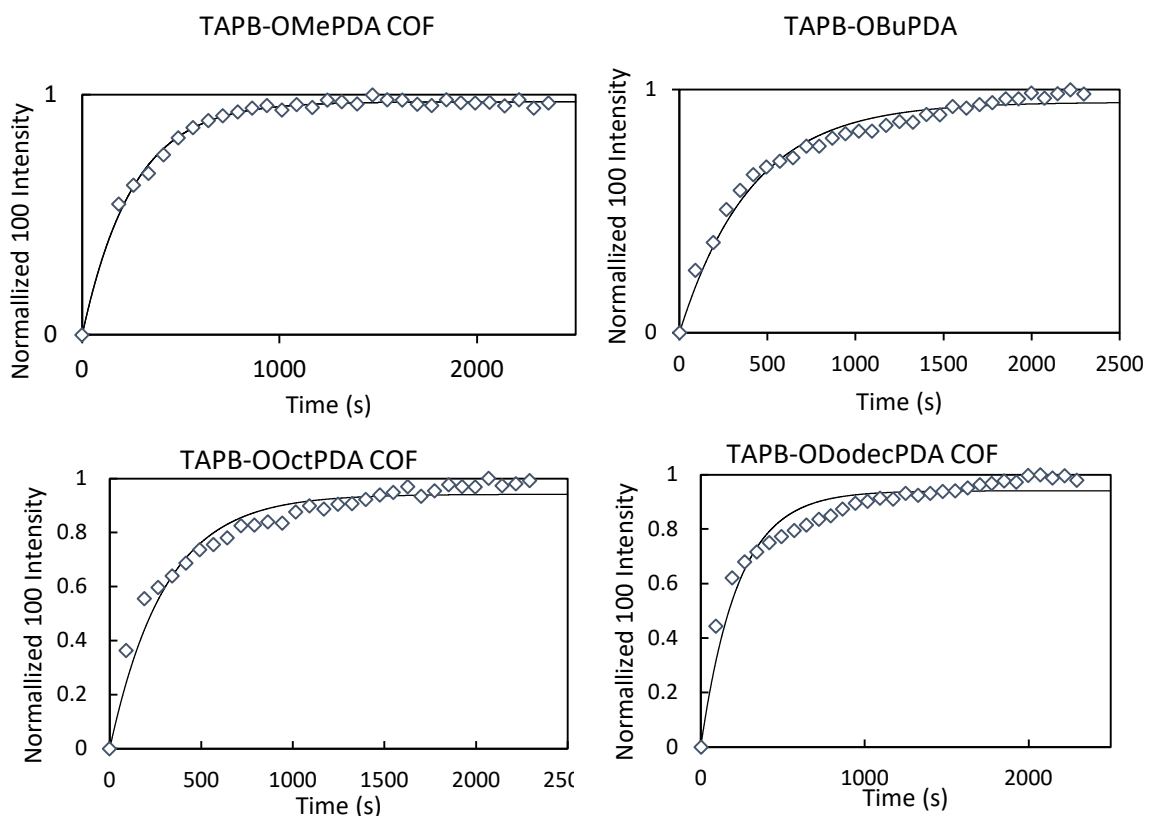 TAPB-OMePDA COF
Normallized 100 Intensity
1
0
0 1000 2000
Time (s)
TAPB-OBuPDA
Normallized 100 Intensity
1
0
0 500 1000 1500 2000 2500
Time (s)
TAPB-OOctPDA COF
Normallized 100 Intensity
1
0.8
0.6
0.4
0.2
0
0 500 1000 1500 2000
Time (s)
TAPB-ODodecPDA COF
Normallized 100 Intensity
1
0.8
0.6
0.4
0.2
0
0 1000 2000
Time (s)